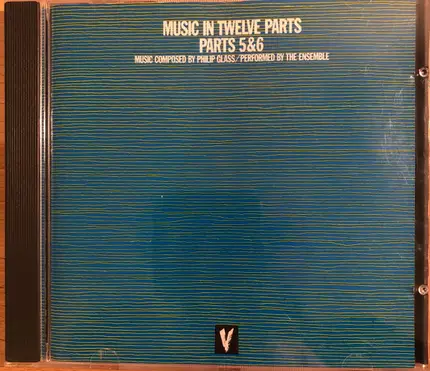 MUSIC IN TWELVE PARTS
PARTS 5&6
MUSIC COMPOSED BY PHILIP GLASS/PERFORMED BY THE ENSEMBLE
V